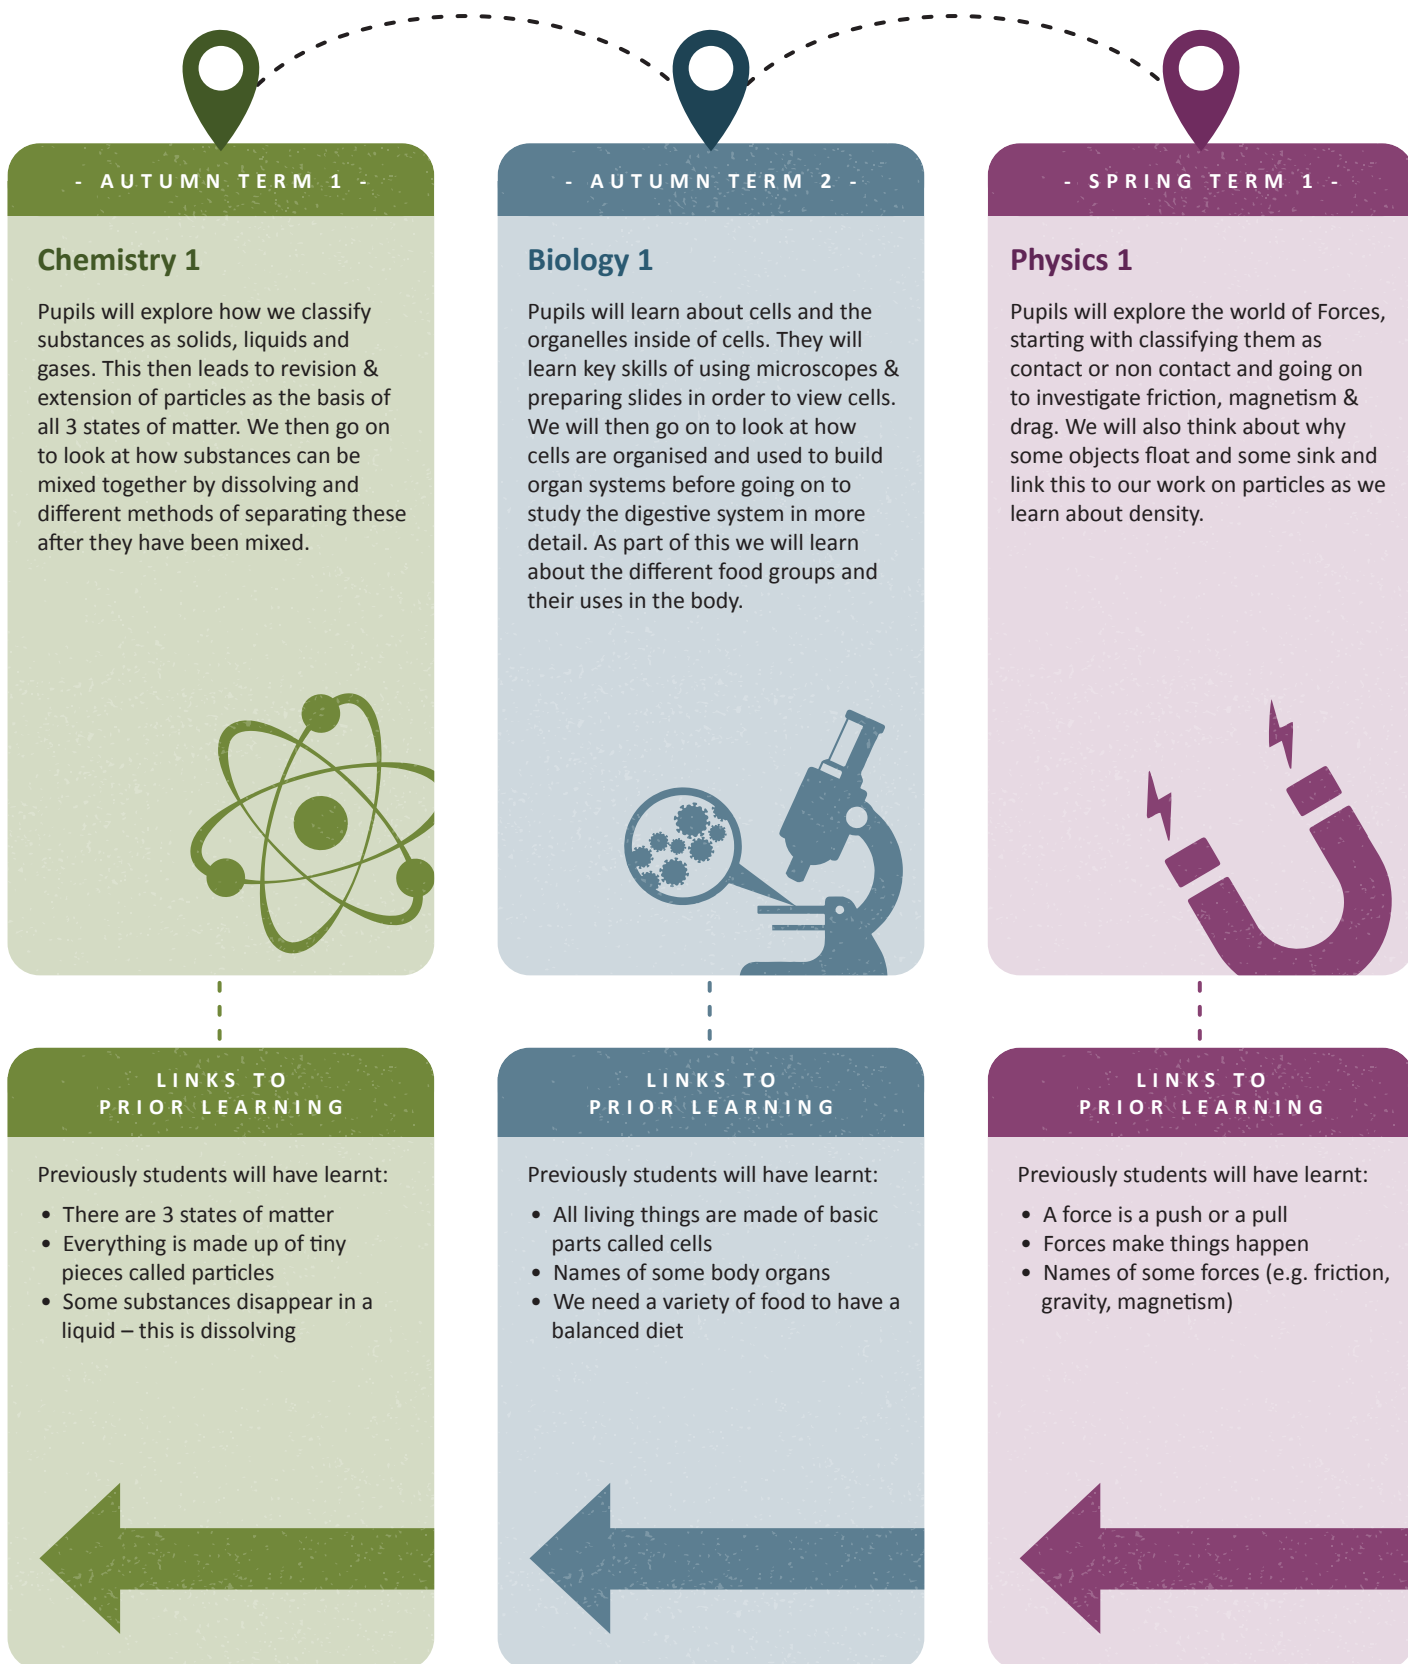 - AUTUMN TERM 1 -
Chemistry 1
Pupils will explore how we classify
substances as solids, liquids and
gases. This then leads to revision &
extension of particles as the basis of
all 3 states of matter. We then go on
to look at how substances can be
mixed together by dissolving and
different methods of separating these
after they have been mixed.
- AUTUMN TERM 2 -
Biology 1
Pupils will learn about cells and the
organelles inside of cells. They will
learn key skills of using microscopes &
preparing slides in order to view cells.
We will then go on to look at how
cells are organised and used to build
organ systems before going on to
study the digestive system in more
detail. As part of this we will learn
about the different food groups and
their uses in the body.
- SPRING TERM 1 -
Physics 1
Pupils will explore the world of Forces,
starting with classifying them as
contact or non contact and going on
to investigate friction, magnetism &
drag. We will also think about why
some objects float and some sink and
link this to our work on particles as we
learn about density.
LINKS TO
PRIOR LEARNING
Previously students will have learnt:
• There are 3 states of matter
• Everything is made up of tiny
pieces called particles
• Some substances disappear in a
liquid – this is dissolving
LINKS TO
PRIOR LEARNING
Previously students will have learnt:
• All living things are made of basic
parts called cells
• Names of some body organs
• We need a variety of food to have a
balanced diet
LINKS TO
PRIOR LEARNING
Previously students will have learnt:
• A force is a push or a pull
• Forces make things happen
• Names of some forces (e.g. friction,
gravity, magnetism)